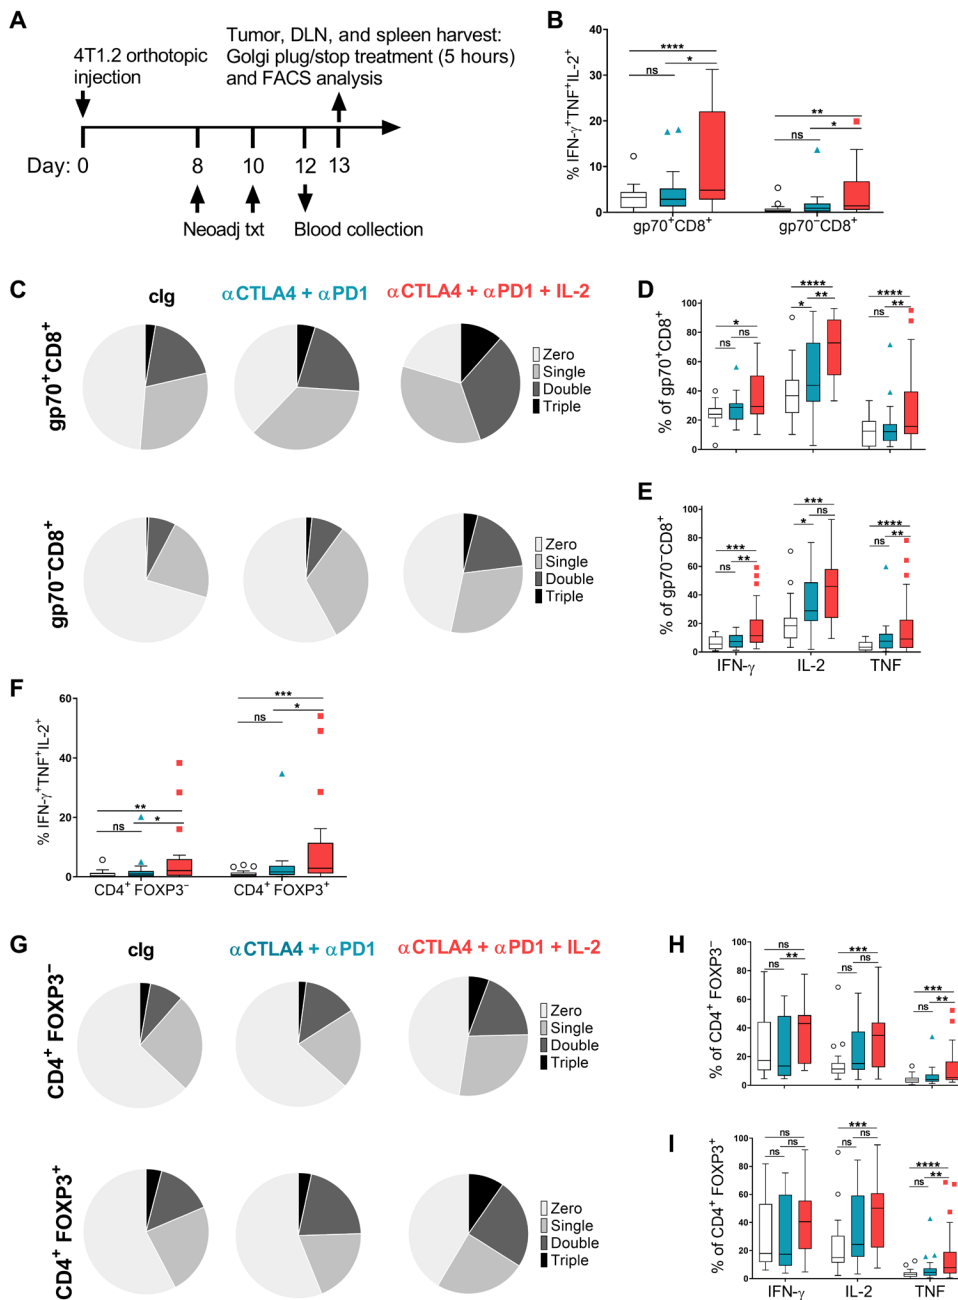 A
4T1.2 orthotopic
injection
Tumor, DLN, and spleen harvest:
Golgi plug/stop treatment (5 hours)
and FACS analysis
Day: 0 8 10 12 13
Neoadj txt Blood collection
B
% IFN-γ⁺TNF⁺IL-2⁺
40
30
20
10
0
**** 
ns *
**
ns *
gp70⁺CD8⁺ gp70⁻CD8⁺
C
cIg αCTLA4 + αPD1 αCTLA4 + αPD1 + IL-2
gp70⁺CD8⁺
Zero
Single
Double
Triple
gp70⁻CD8⁺
Zero
Single
Double
Triple
D
% of gp70⁺CD8⁺
100
80
60
40
20
0
* **** ****
ns ns * ** ns **
E
% of gp70⁻CD8⁺
100
80
60
40
20
0
*** *** ****
ns ** * ns ns **
IFN-γ IL-2 TNF
F
% IFN-γ⁺TNF⁺IL-2⁺
60
40
20
0
**
ns *
***
ns *
CD4⁺ FOXP3⁻ CD4⁺ FOXP3⁺
G
cIg αCTLA4 + αPD1 αCTLA4 + αPD1 + IL-2
CD4⁺ FOXP3⁻
Zero
Single
Double
Triple
CD4⁺ FOXP3⁺
Zero
Single
Double
Triple
H
% of CD4⁺ FOXP3⁻
100
80
60
40
20
0
ns *** ***
ns ** ns ns ns **
I
% of CD4⁺ FOXP3⁺
100
80
60
40
20
0
ns *** ****
ns ns ns ns ns **
IFN-γ IL-2 TNF